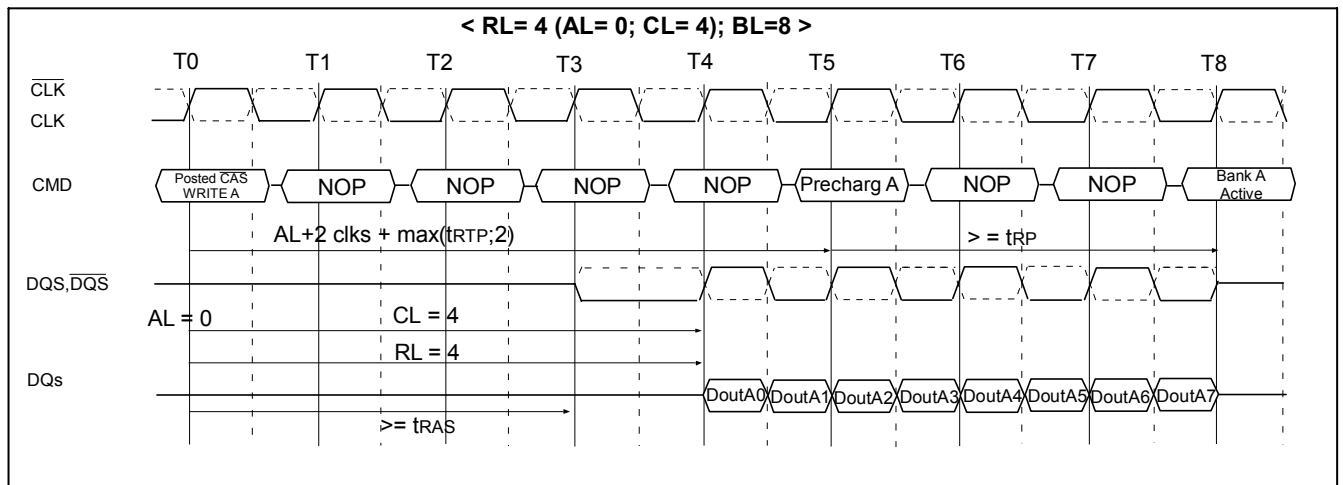 < RL= 4 (AL= 0; CL= 4); BL=8 >
T0 T1 T2 T3 T4 T5 T6 T7 T8
CLK
CLK
CMD
Posted CAS
WRITE A
NOP NOP NOP NOP Precharg A NOP NOP
Bank A
Active
AL+2 clks + max(tRTP;2) > = tRP
DQS,DQS
AL = 0 CL = 4
RL = 4
DQs
DoutA0 DoutA1 DoutA2 DoutA3 DoutA4 DoutA5 DoutA6 DoutA7
>= tRAS